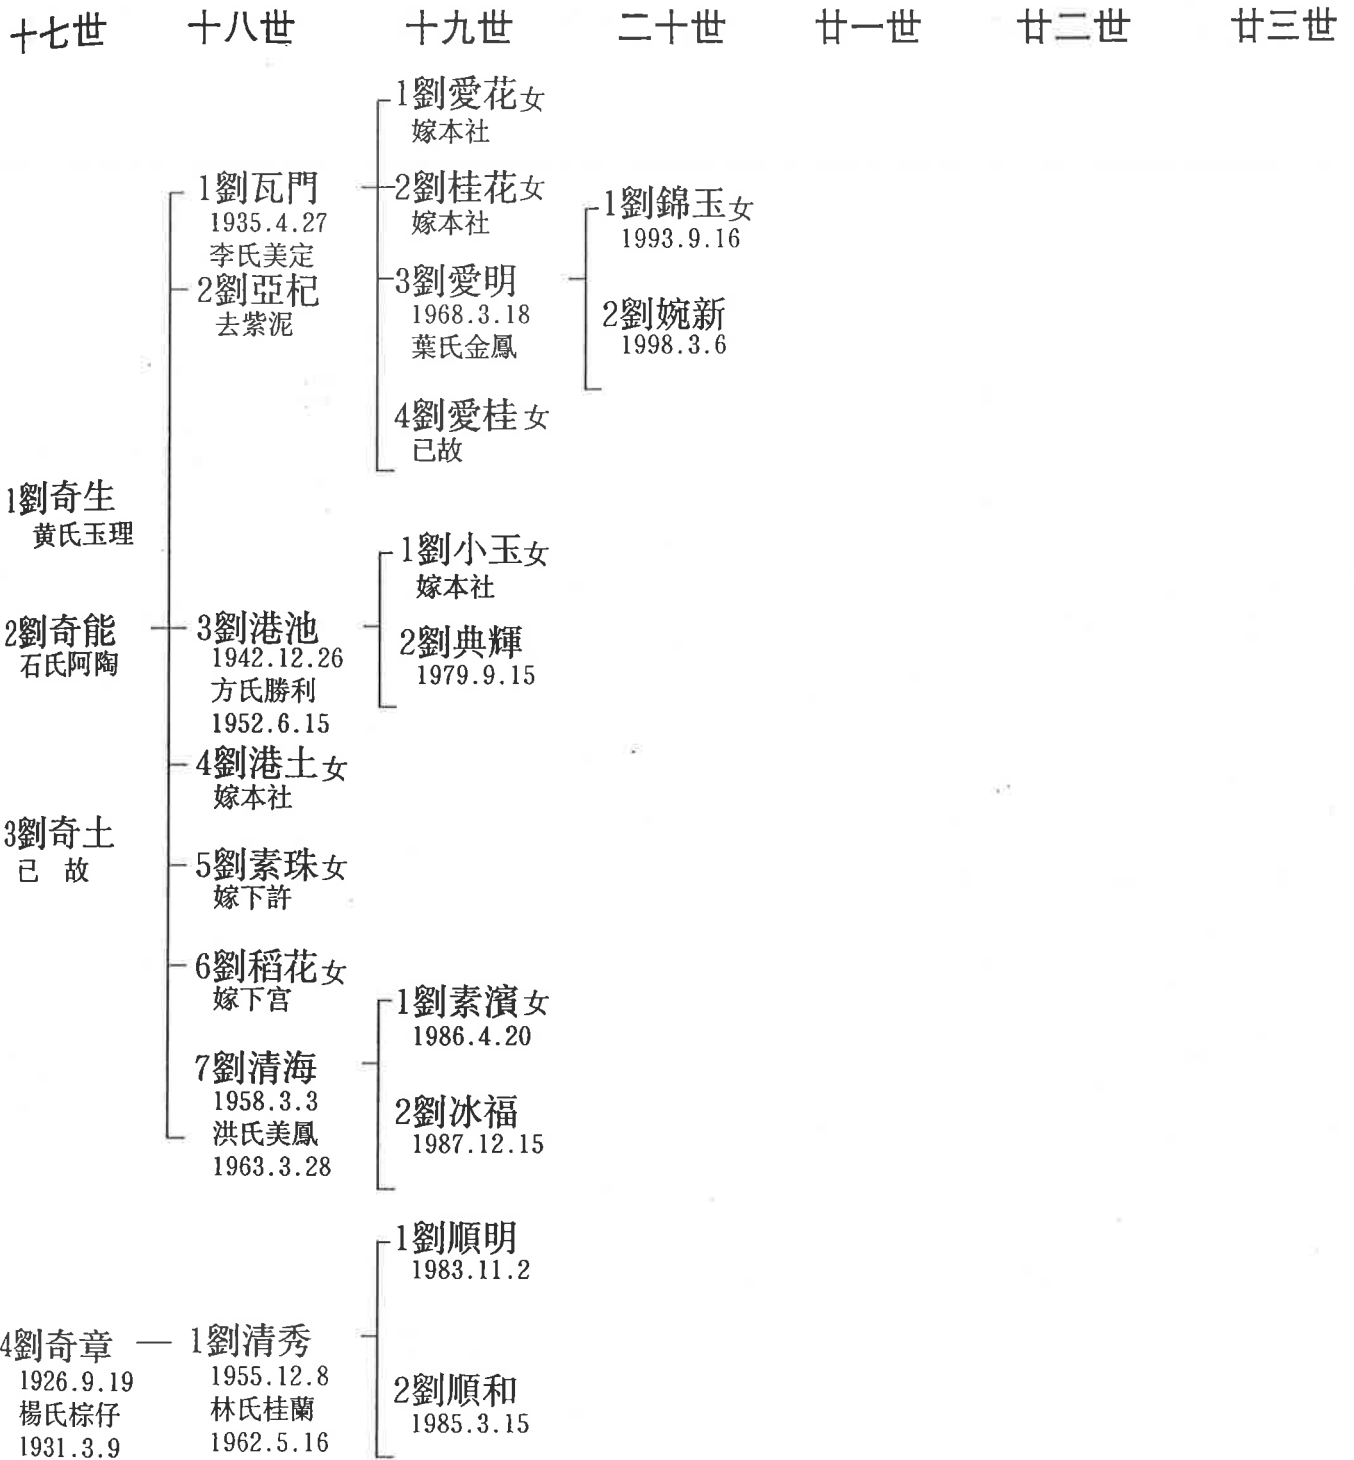 十七世 十八世 十九世 二十世 廿一世 廿二世 廿三世
1劉奇生
黄氏玉理
2劉奇能
石氏阿陶
3劉奇土
已 故
4劉奇章
1926.9.19
楊氏棕仔
1931.3.9
1劉瓦門
1935.4.27
李氏美定
2劉亞杞
去紫泥
3劉港池
1942.12.26
方氏勝利
1952.6.15
4劉港土女
嫁本社
5劉素珠女
嫁下許
6劉稻花女
嫁下宫
7劉清海
1958.3.3
洪氏美鳳
1963.3.28
1劉清秀
1955.12.8
林氏桂蘭
1962.5.16
1劉愛花女
嫁本社
2劉桂花女
嫁本社
3劉愛明
1968.3.18
葉氏金鳳
4劉愛桂女
已故
1劉小玉女
嫁本社
2劉典輝
1979.9.15
1劉素濱女
1986.4.20
2劉冰福
1987.12.15
1劉順明
1983.11.2
2劉順和
1985.3.15
1劉錦玉女
1993.9.16
2劉婉新
1998.3.6